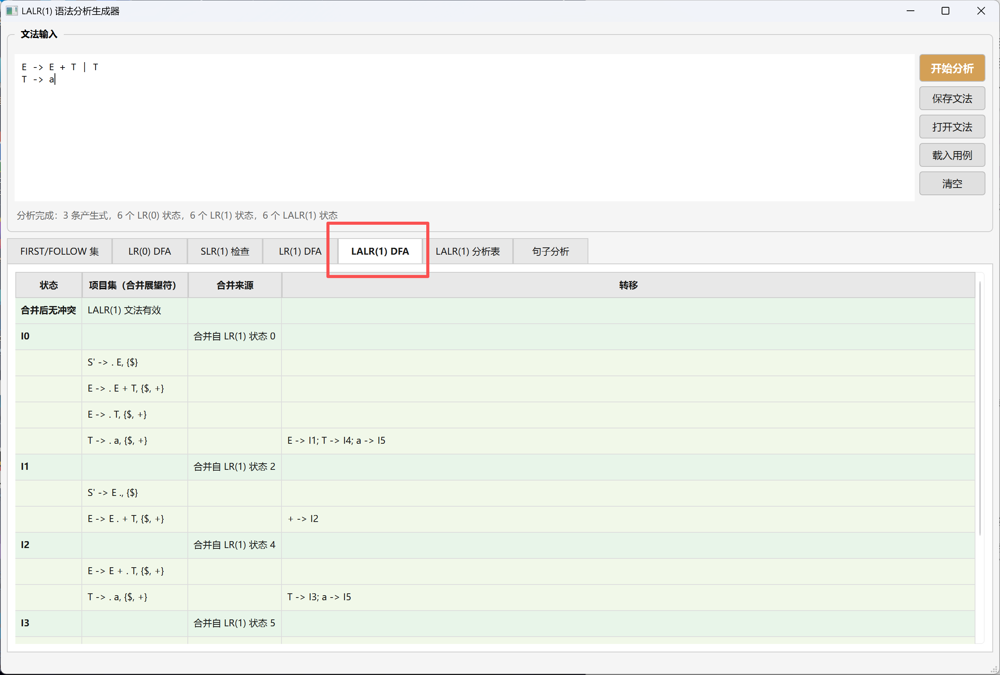 LALR(1) 语法分析生成器
文法输入
E -> E + T | T
T -> a
开始分析
保存文法
打开文法
载入用例
清空
分析完成：3 条产生式，6 个 LR(0) 状态，6 个 LR(1) 状态，6 个 LALR(1) 状态
FIRST/FOLLOW 集 LR(0) DFA SLR(1) 检查 LR(1) DFA LALR(1) DFA LALR(1) 分析表 句子分析
状态 项目集（合并展望符） 合并来源 转移
合并后无冲突 LALR(1) 文法有效
I0 合并自 LR(1) 状态 0
S' -> . E, {$}
E -> . E + T, {$, +}
E -> . T, {$, +}
T -> . a, {$, +} E -> I1; T -> I4; a -> I5
I1 合并自 LR(1) 状态 2
S' -> E ., {$}
E -> E . + T, {$, +} + -> I2
I2 合并自 LR(1) 状态 4
E -> E + . T, {$, +}
T -> . a, {$, +} T -> I3; a -> I5
I3 合并自 LR(1) 状态 5